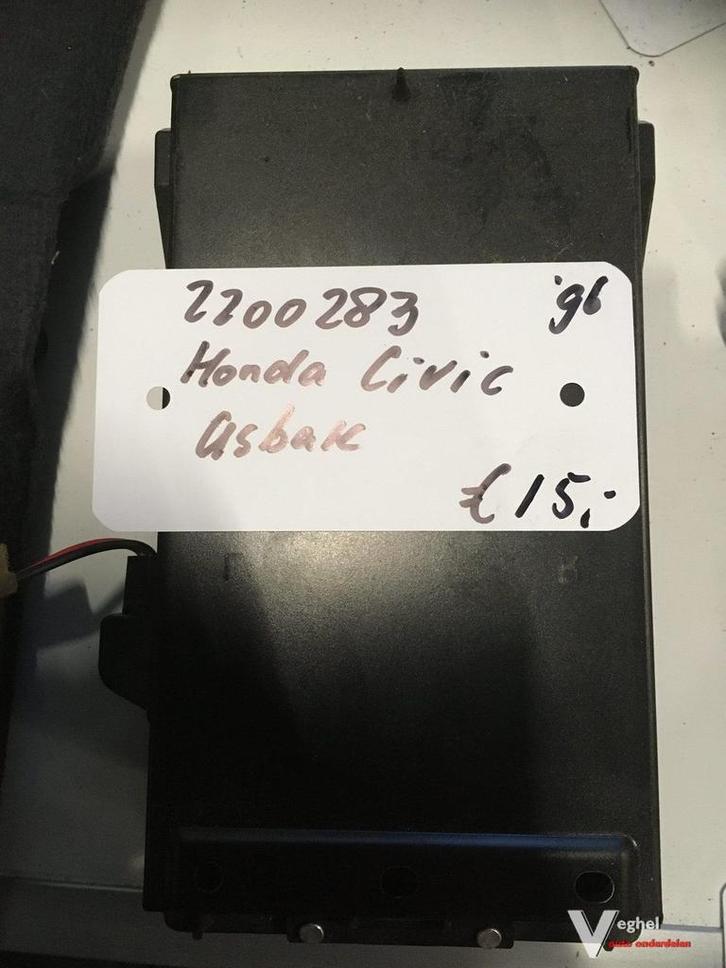 2200283 '96
Honda Civic
asbak
€ 15,-
Veghel
auto onderdelen